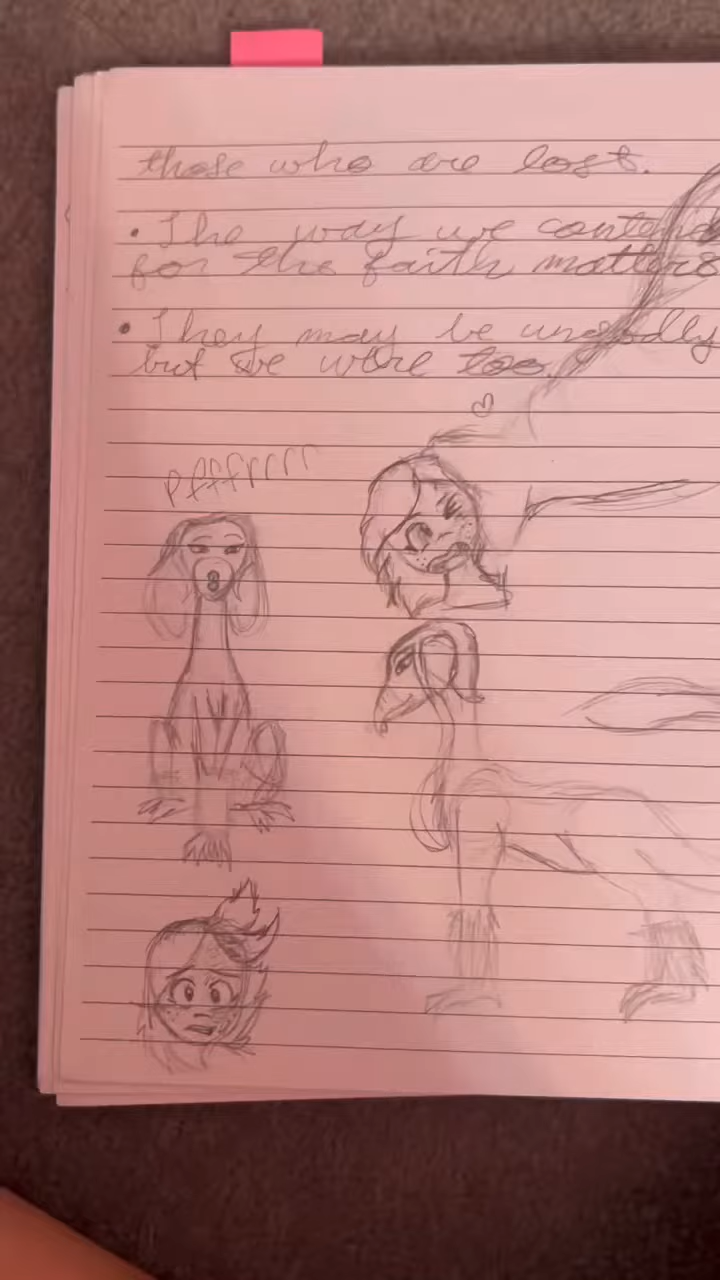 those who are lost.
• The way we contend
for the faith matters
• They may be ungodly
but we were too.
pfffrrrr